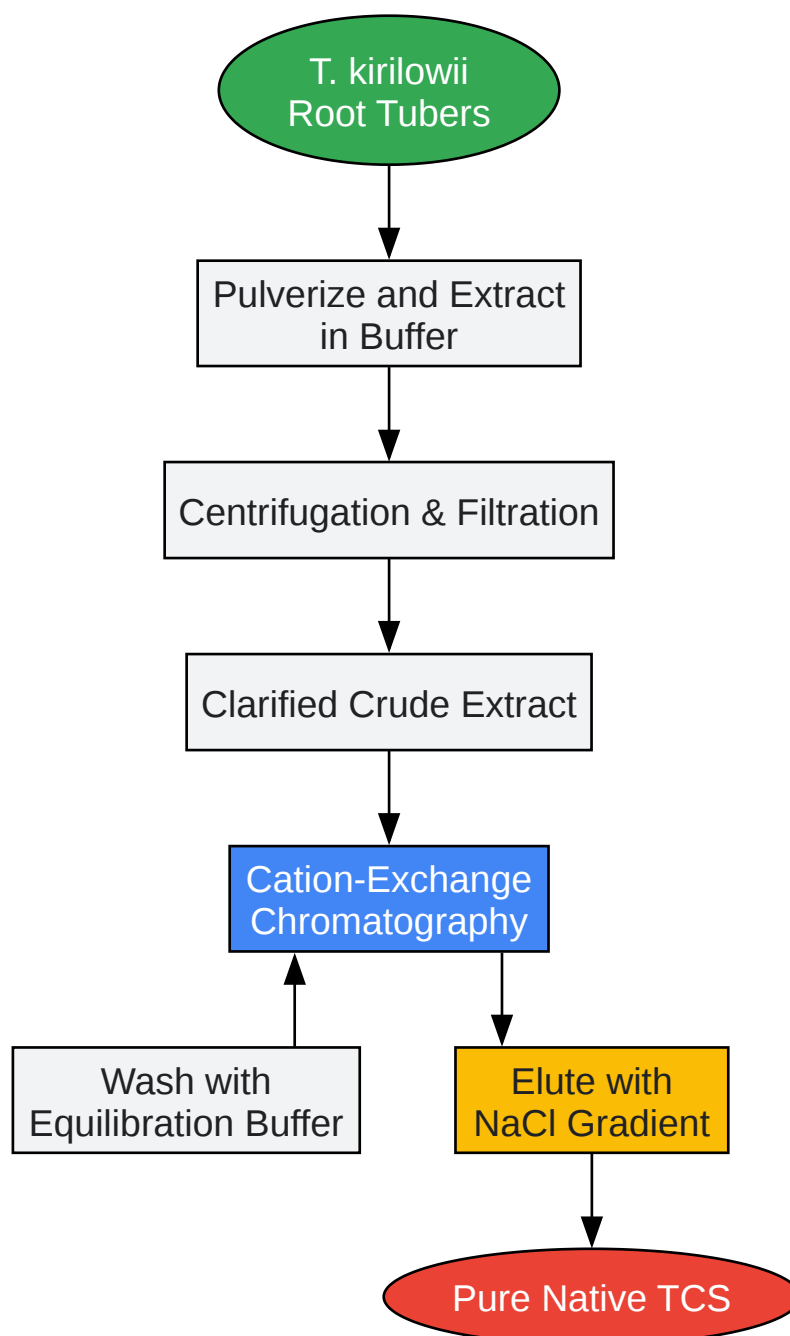 T. kirilowii
Root Tubers
Pulverize and Extract
in Buffer
Centrifugation & Filtration
Clarified Crude Extract
Cation-Exchange
Chromatography
Wash with
Equilibration Buffer
Elute with
NaCl Gradient
Pure Native TCS